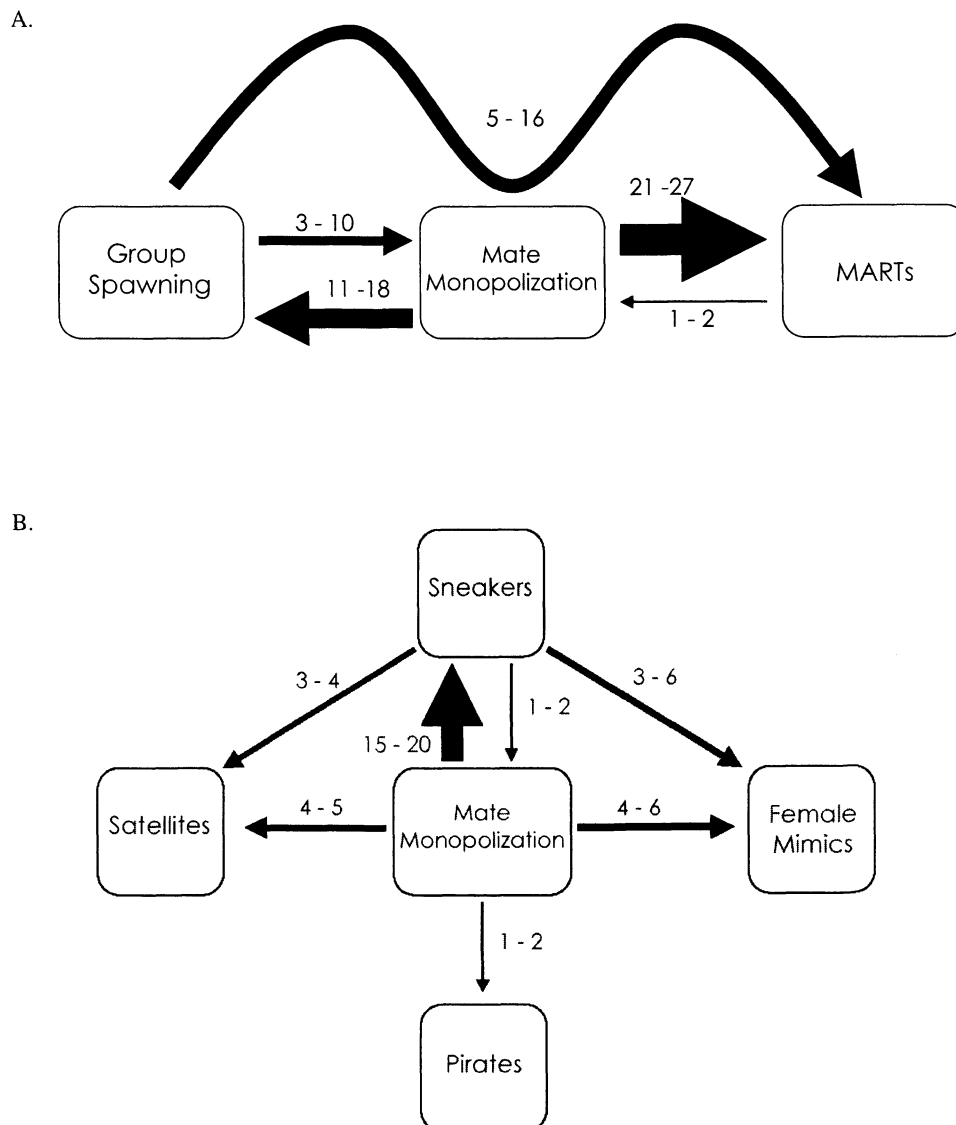 A.
5 - 16
21 -27
3 - 10
Group
Spawning
Mate
Monopolization
MARTs
11 -18
1 - 2
B.
Sneakers
3 - 4
3 - 6
1 - 2
15 - 20
Satellites
4 - 5
Mate
Monopolization
4 - 6
Female
Mimics
1 - 2
Pirates